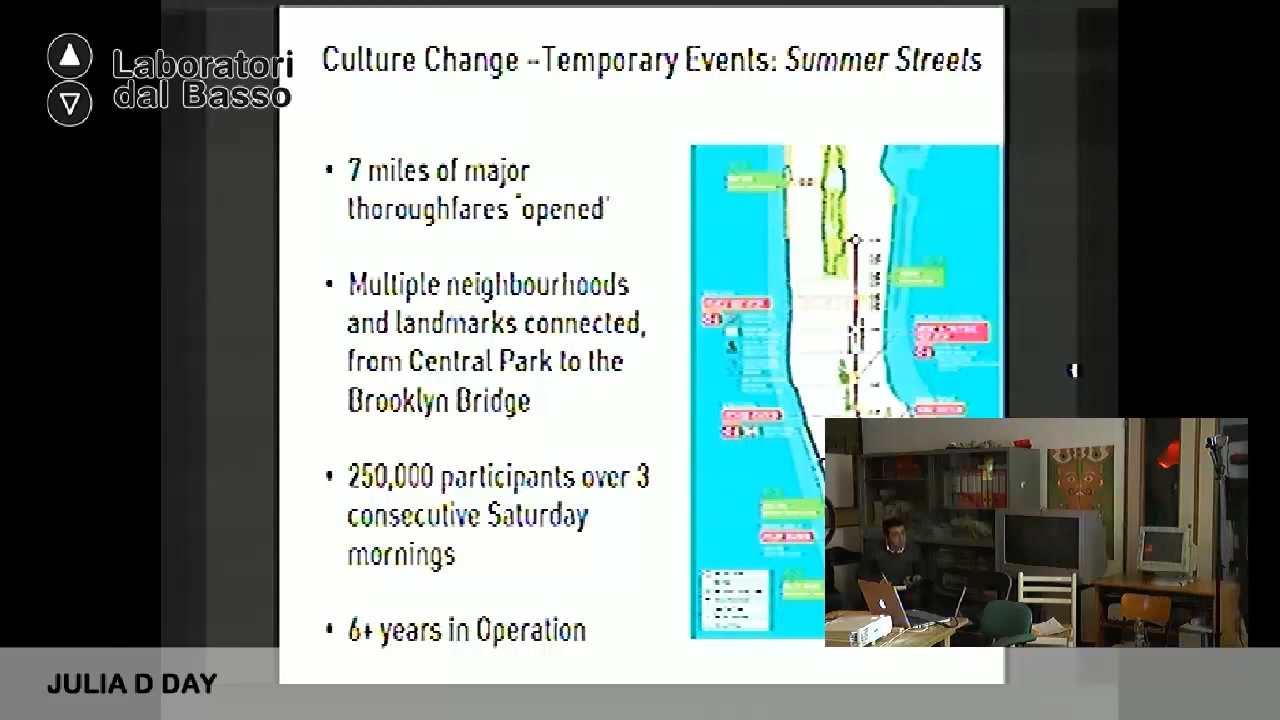 Laboratori
dal Basso
Culture Change -Temporary Events: Summer Streets
• 7 miles of major
thoroughfares 'opened'
• Multiple neighbourhoods
and landmarks connected,
from Central Park to the
Brooklyn Bridge
• 250,000 participants over 3
consecutive Saturday
mornings
• 6+ years in Operation
JULIA D DAY